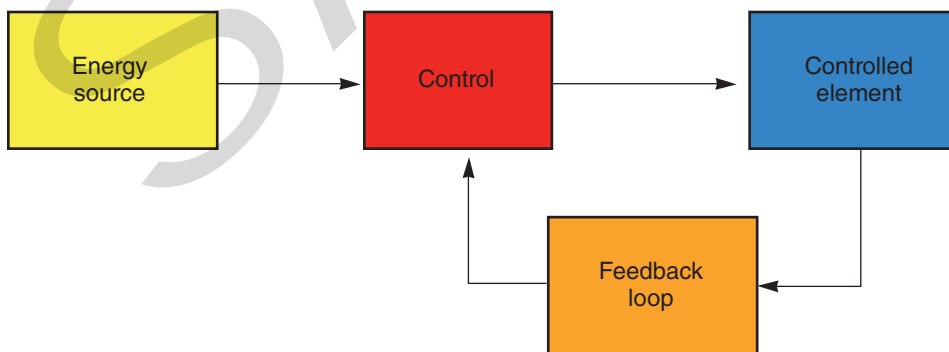 Energy
source
Control
Controlled
element
Feedback
loop